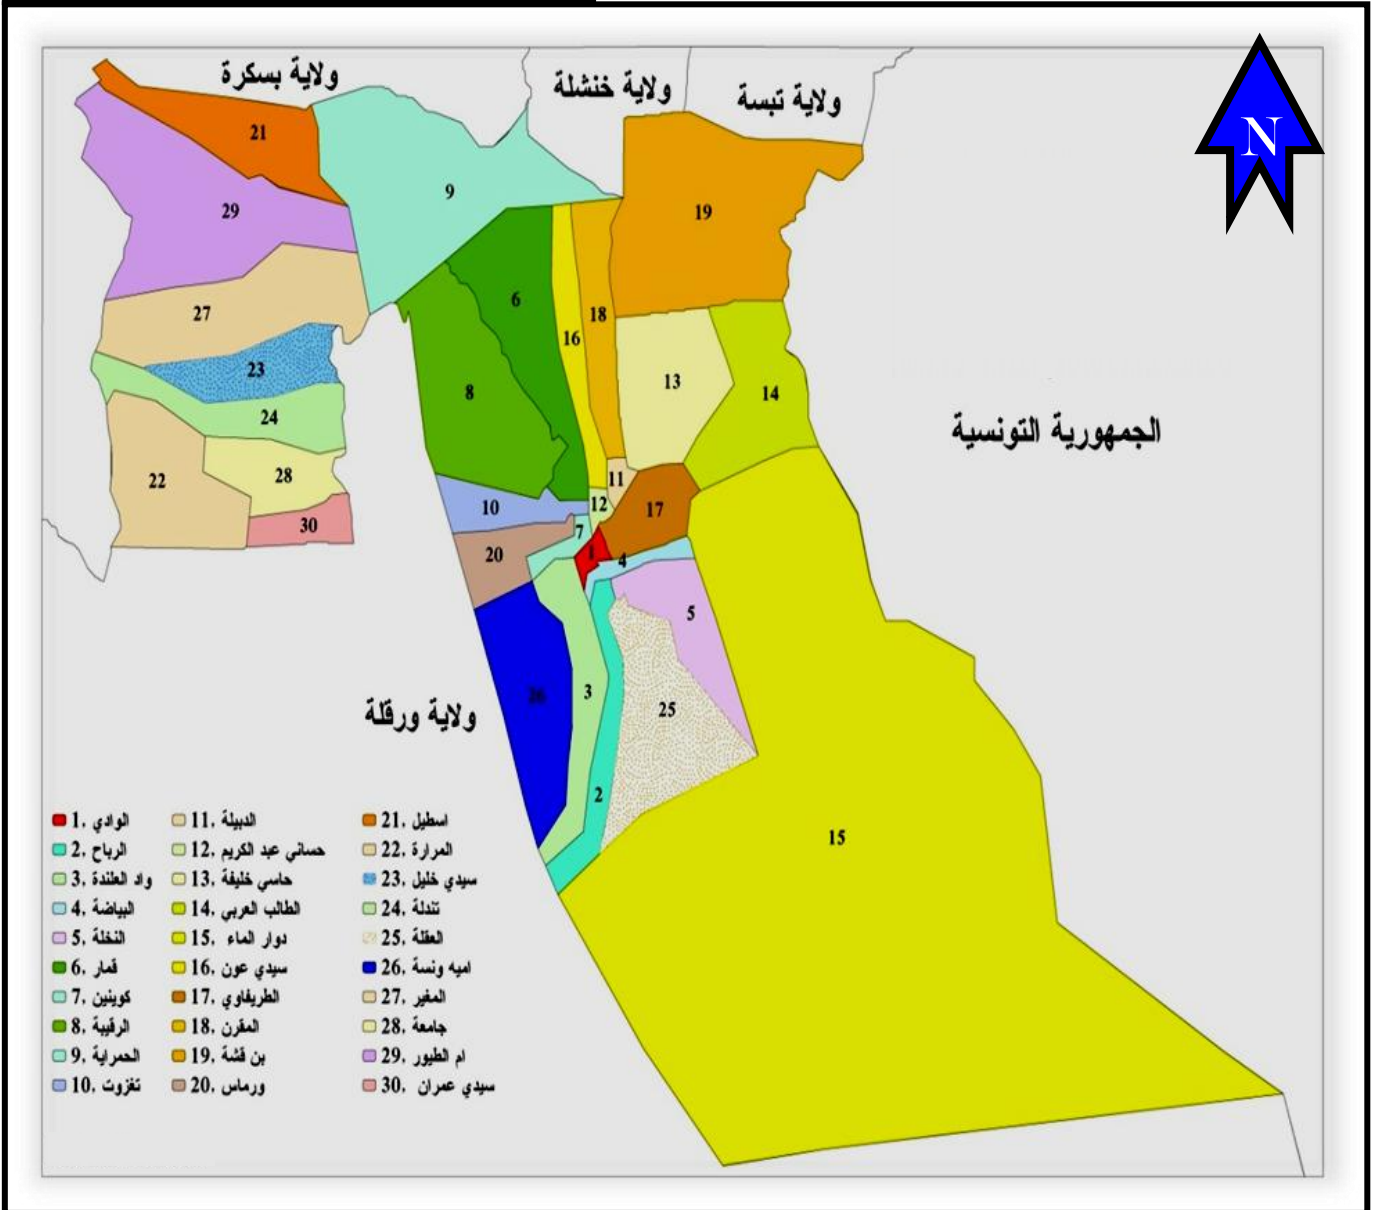 ولاية بسكرة
ولاية خنشلة
ولاية تبسة
N
21
9
29
19
6
27
18
16
23
13
8
14
24
الجمهورية التونسية
28
22
11
12
10
17
30
7
20
1
4
5
26
3
25
ولاية ورقلة
2
15
1. الوادي
2. الرباح
3. واد العلندة
4. البياضة
5. النخلة
6. قمار
7. كوينين
8. الرقيبة
9. الحمراية
10. تغزوت
11. الدبيلة
12. حساني عبد الكريم
13. حاسي خليفة
14. الطالب العربي
15. دوار الماء
16. سيدي عون
17. الطريفاوي
18. المقرن
19. بن قشة
20. ورماس
21. اسطيل
22. المرارة
23. سيدي خليل
24. تندلة
25. العقلة
26. اميه ونسة
27. المغير
28. جامعة
29. ام الطيور
30. سيدي عمران